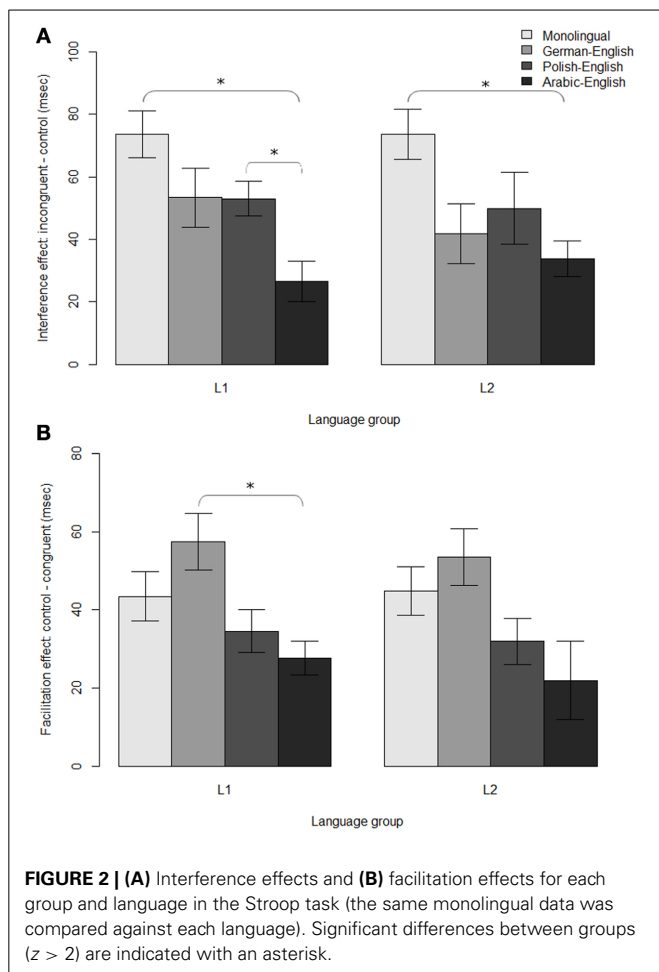 A
Monolingual
German-English
Polish-English
Arabic-English
Interference effect: incongruent - control (msec)
100
80
60
40
20
0
*
*
*
L1
L2
Language group
B
Facilitation effect: control - congruent (msec)
80
60
40
20
0
*
L1
L2
Language group
FIGURE 2 | (A) Interference effects and (B) facilitation effects for each
group and language in the Stroop task (the same monolingual data was
compared against each language). Significant differences between groups
(z > 2) are indicated with an asterisk.